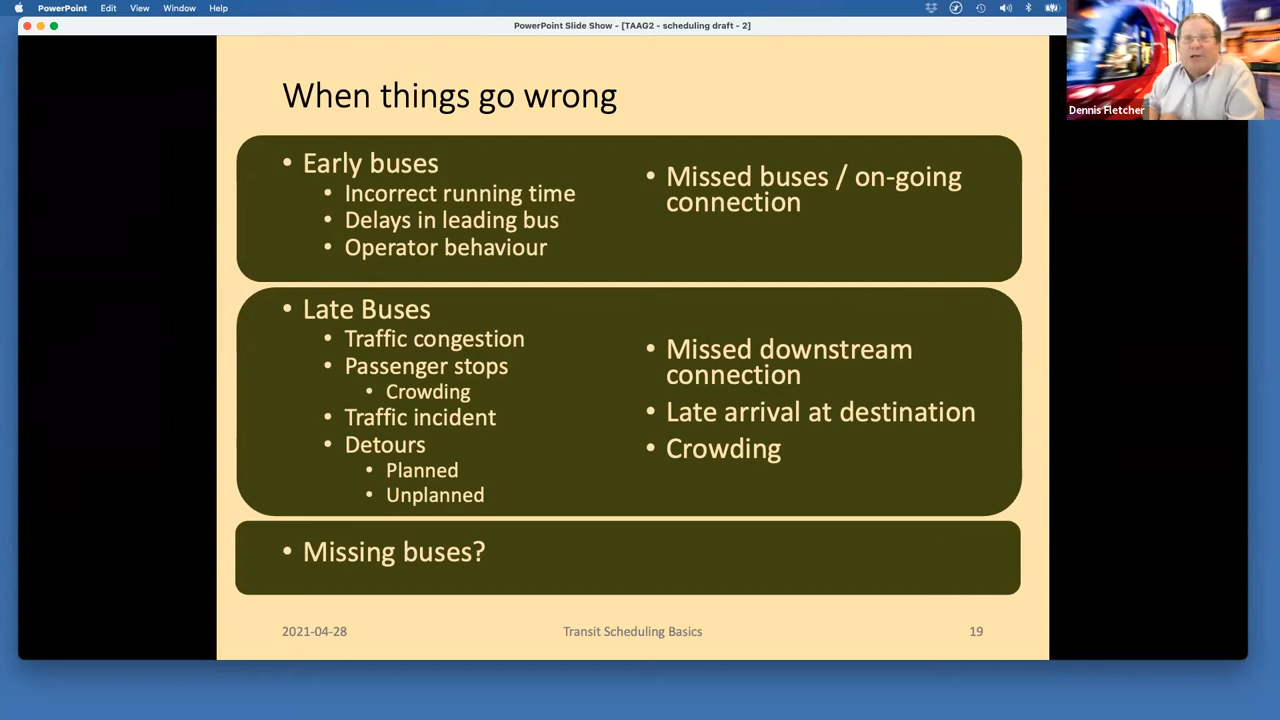 PowerPoint Edit View Window Help
PowerPoint Slide Show - [TAAG2 - scheduling draft - 2]
Dennis Fletcher
When things go wrong
• Early buses
• Incorrect running time
• Delays in leading bus
• Operator behaviour
• Missed buses / on-going
connection
• Late Buses
• Traffic congestion
• Passenger stops
• Crowding
• Traffic incident
• Detours
• Planned
• Unplanned
• Missed downstream
connection
• Late arrival at destination
• Crowding
• Missing buses?
2021-04-28
Transit Scheduling Basics
19